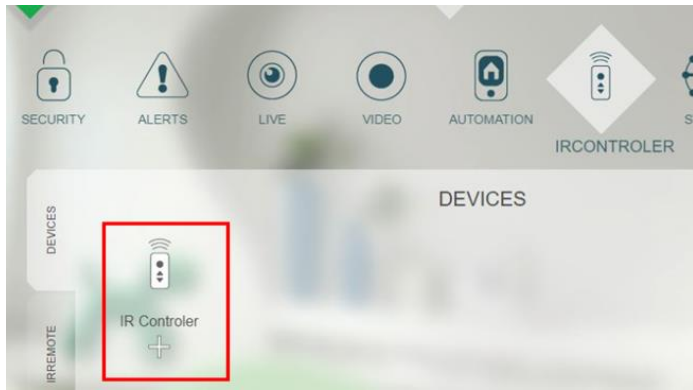 SECURITY
ALERTS
LIVE
VIDEO
AUTOMATION
IRCONTROLER
DEVICES
DEVICES
IR Controler
IRREMOTE